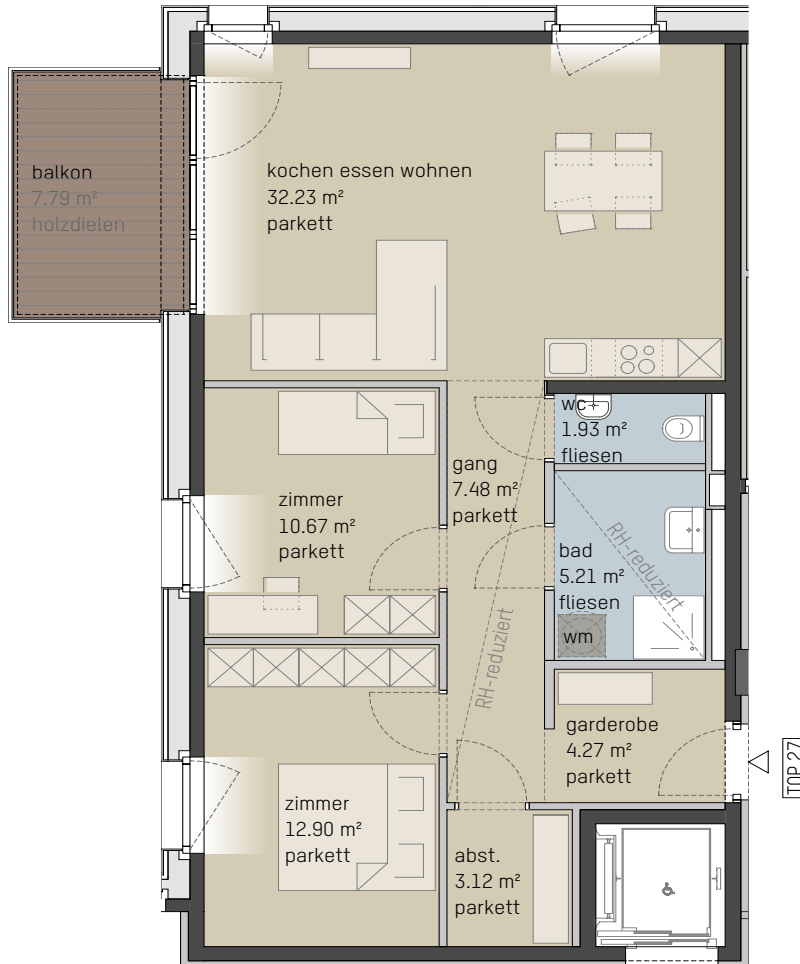 balkon
7.79 m²
holzdielen
kochen essen wohnen
32.23 m²
parkett
wc
1.93 m²
fliesen
gang
7.48 m²
parkett
zimmer
10.67 m²
parkett
bad
5.21 m²
fliesen
RH-reduziert
wm
RH-reduziert
garderobe
4.27 m²
parkett
TOP 27
zimmer
12.90 m²
parkett
abst.
3.12 m²
parkett